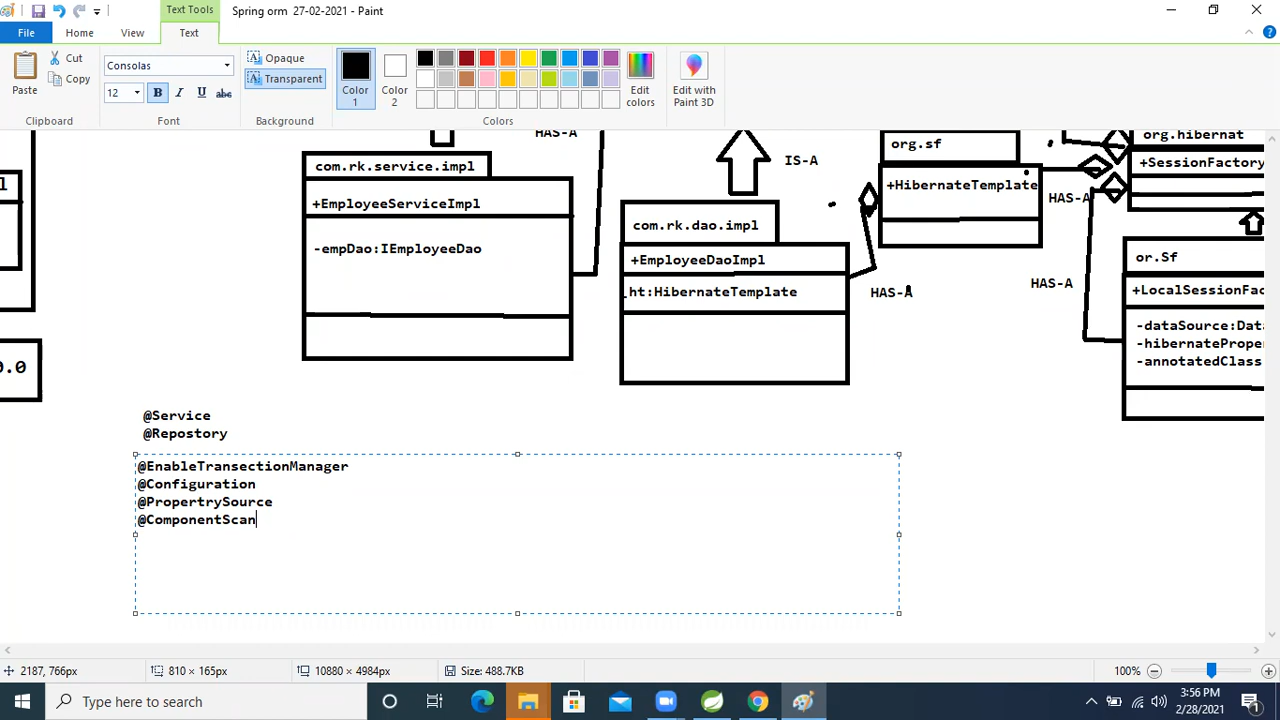 Spring orm 27-02-2021 - Paint
Text Tools
File
Home
View
Text
Paste
Cut
Copy
Clipboard
Consolas
12
B
I
U
abc
Font
Opaque
Transparent
Background
Color 1
Color 2
Edit colors
Edit with Paint 3D
Colors
HAS-A
com.rk.service.impl
+EmployeeServiceImpl
-empDao:IEmployeeDao
IS-A
com.rk.dao.impl
+EmployeeDaoImpl
ht:HibernateTemplate
HAS-A
org.sf
+HibernateTemplate
HAS-A
org.hibernat
+SessionFactory
HAS-A
or.Sf
+LocalSessionFac
-dataSource:Data
-hibernateProper
-annotatedClass
0.0
@Service
@Repostory
@EnableTransectionManager
@Configuration
@PropertrySource
@ComponentScan
2187, 766px
810 × 165px
10880 × 4984px
Size: 488.7KB
100%
Type here to search
3:56 PM
2/28/2021